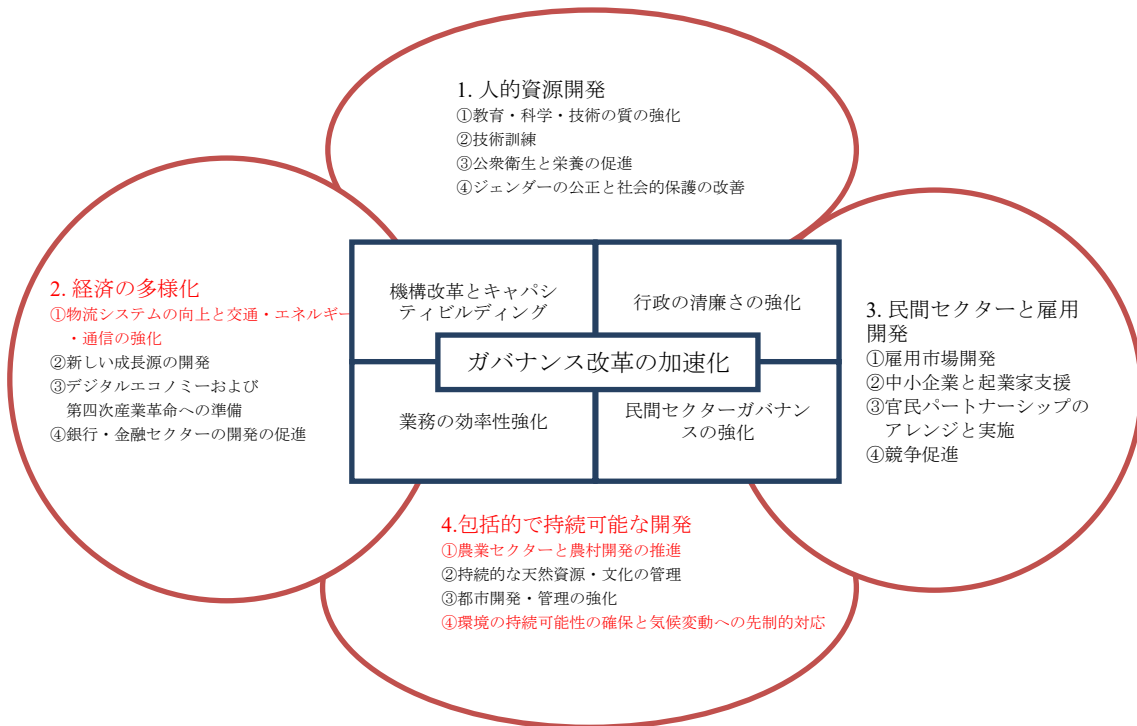 1. 人的資源開発
①教育・科学・技術の質の強化
②技術訓練
③公衆衛生と栄養の促進
④ジェンダーの公正と社会的保護の改善
2. 経済の多様化
①物流システムの向上と交通・エネルギー
・通信の強化
②新しい成長源の開発
③デジタルエコノミーおよび
第四次産業革命への準備
④銀行・金融セクターの開発の促進
機構改革とキャパシ
ティビルディング
行政の清廉さの強化
ガバナンス改革の加速化
業務の効率性強化
民間セクターガバナン
スの強化
3. 民間セクターと雇用
開発
①雇用市場開発
②中小企業と起業家支援
③官民パートナーシップの
アレンジと実施
④競争促進
4.包括的で持続可能な開発
①農業セクターと農村開発の推進
②持続的な天然資源・文化の管理
③都市開発・管理の強化
④環境の持続可能性の確保と気候変動への先制的対応